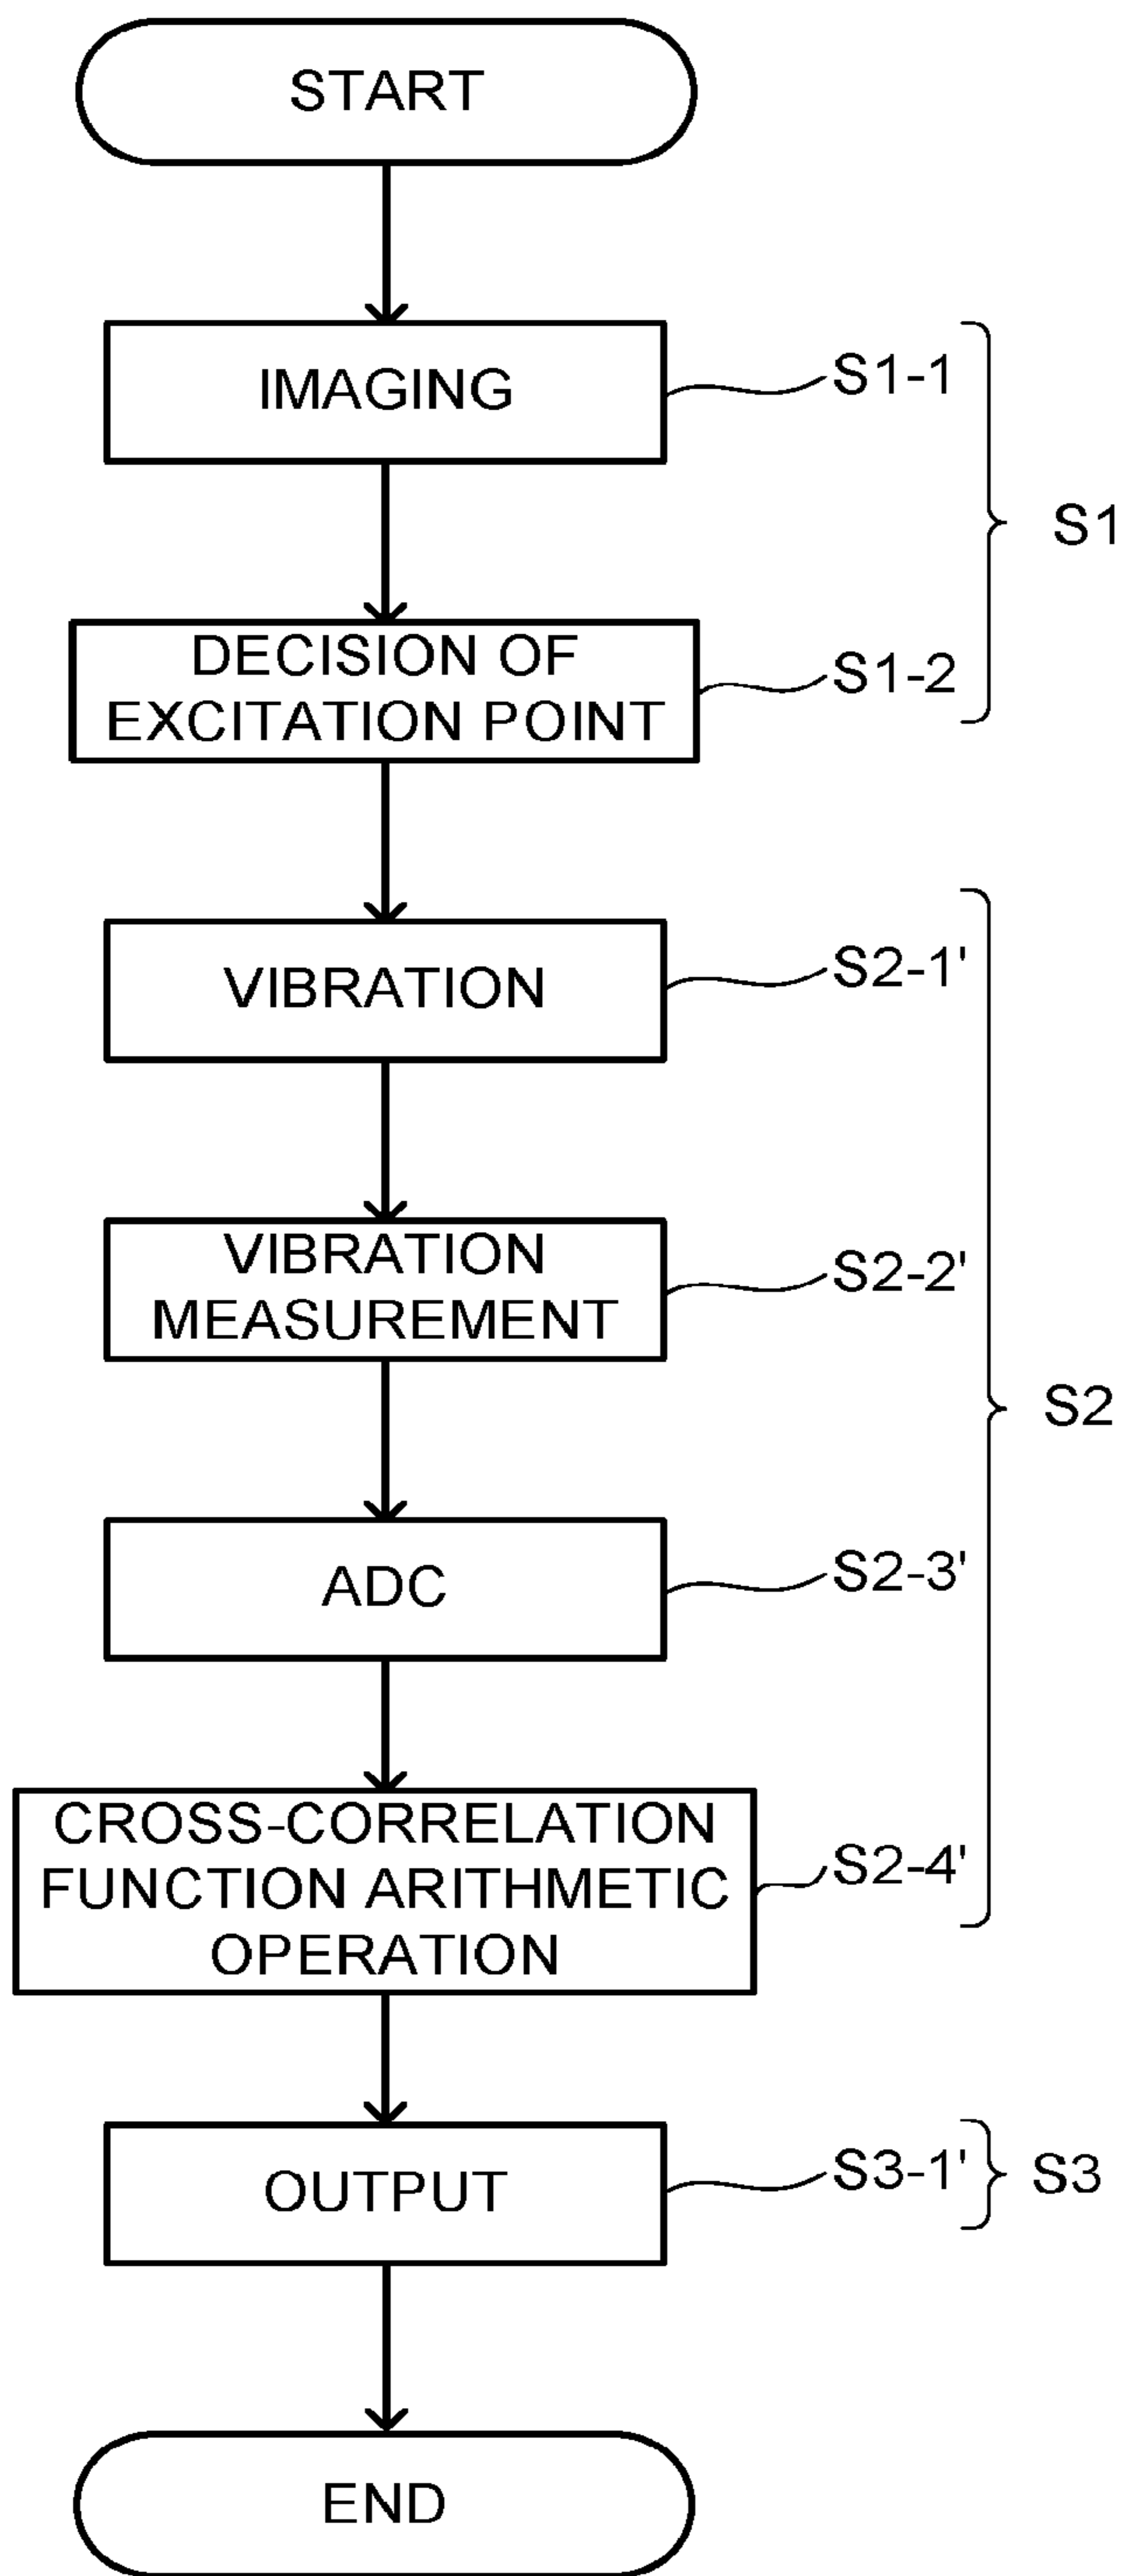 START
IMAGING
S1-1
S1
DECISION OF
EXCITATION POINT
S1-2
VIBRATION
S2-1'
VIBRATION
MEASUREMENT
S2-2'
S2
ADC
S2-3'
CROSS-CORRELATION
FUNCTION ARITHMETIC
OPERATION
S2-4'
OUTPUT
S3-1'
S3
END